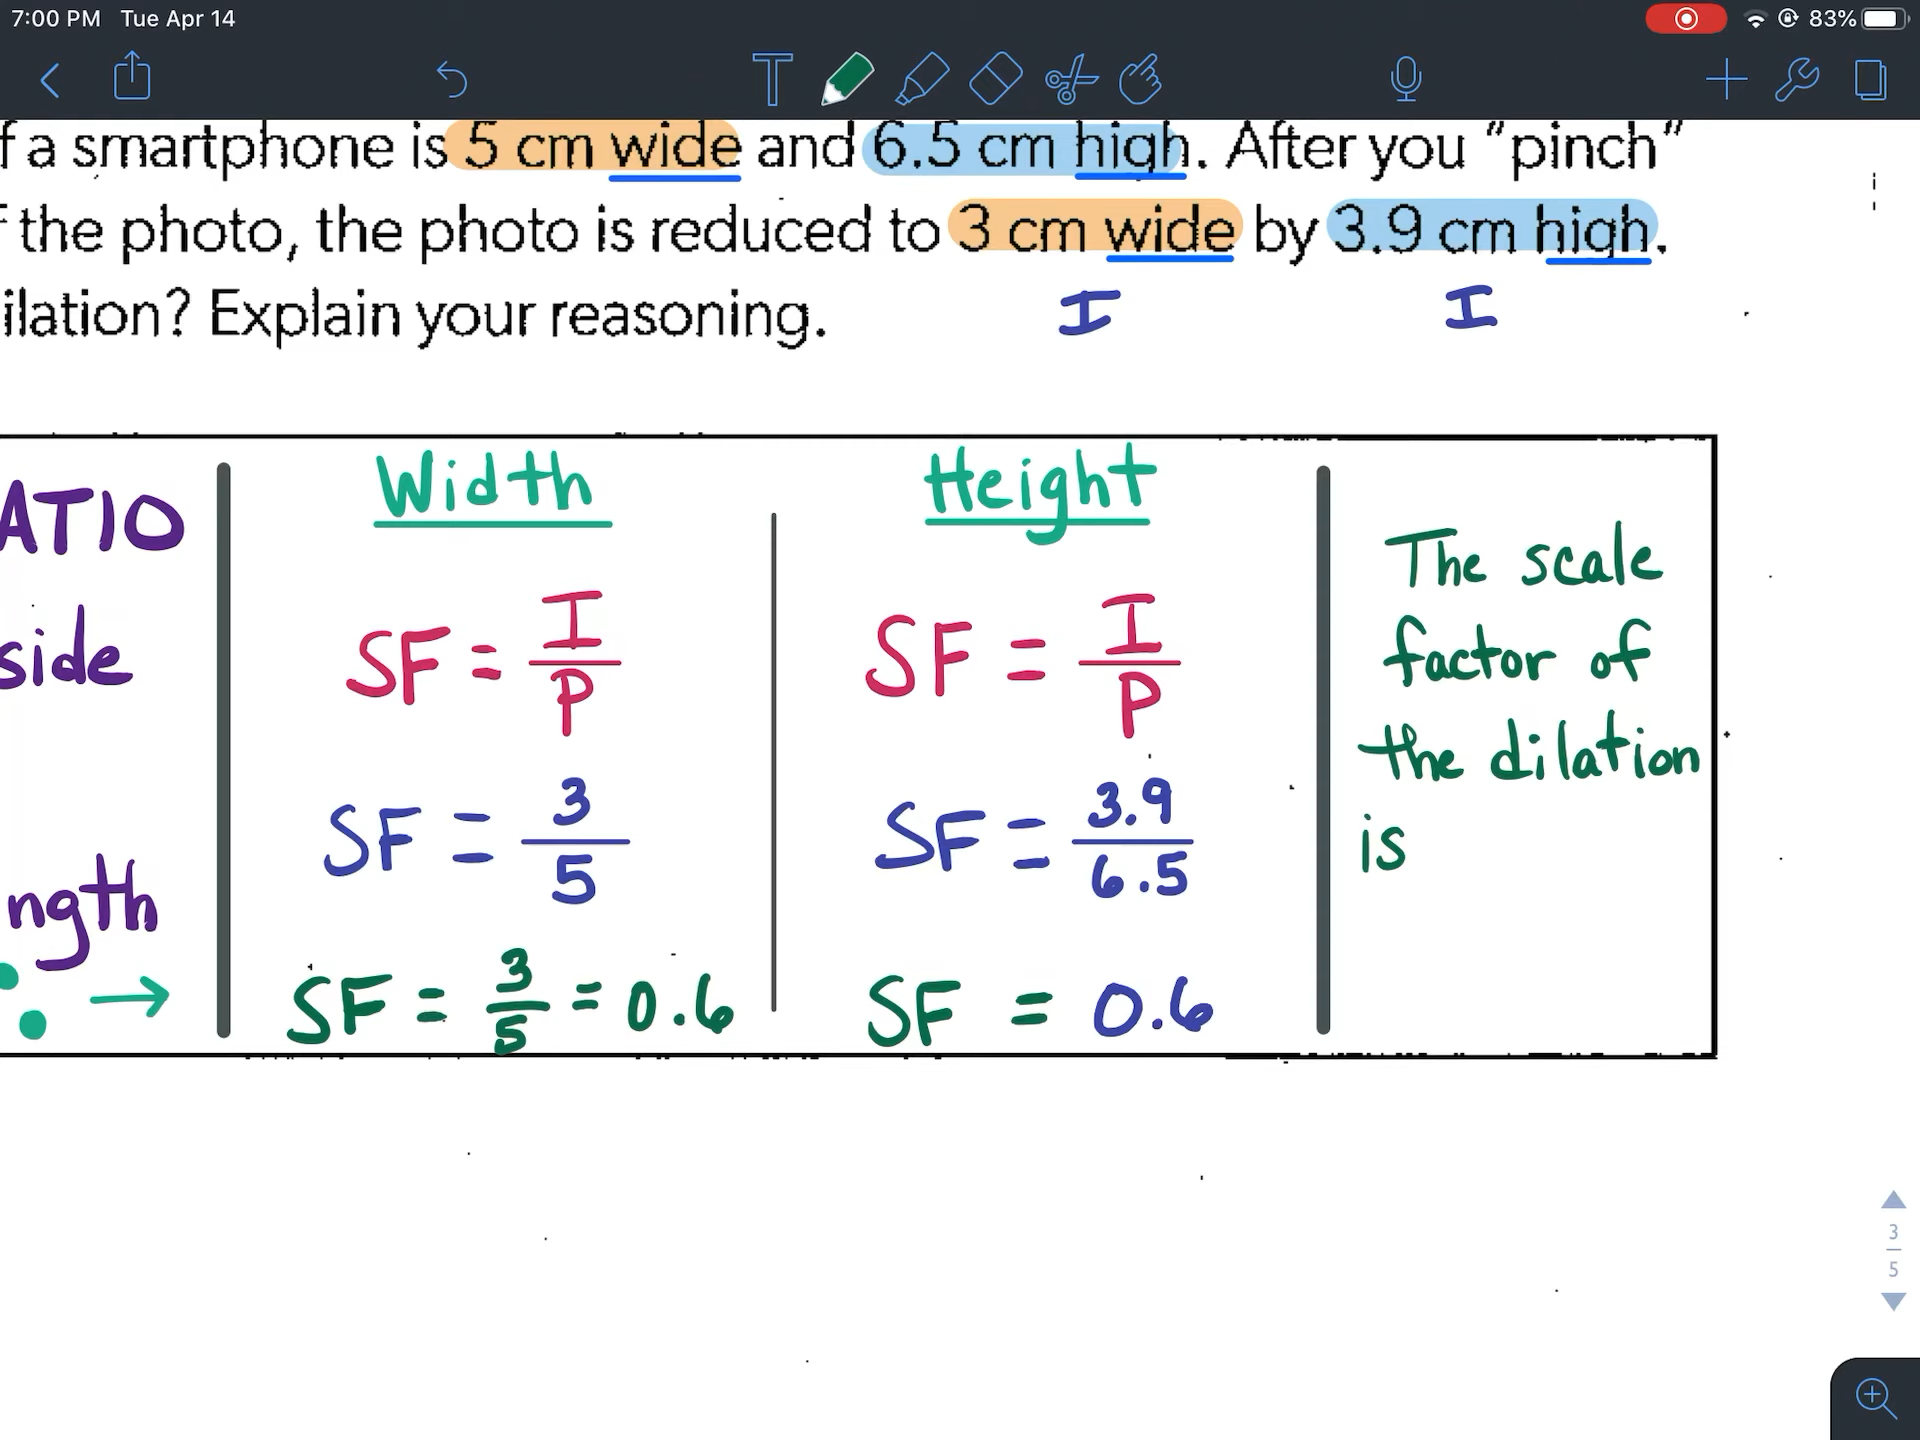 7:00 PM Tue Apr 14 83%
f a smartphone is 5 cm wide and 6.5 cm high. After you "pinch"
f the photo, the photo is reduced to 3 cm wide by 3.9 cm high.
I I
ilation? Explain your reasoning.
ATIO
side
ngth
Width
SF = I/P
SF = 3/5
SF = 3/5 = 0.6
Height
SF = I/P
SF = 3.9/6.5
SF = 0.6
The scale
factor of
the dilation
is
3
5